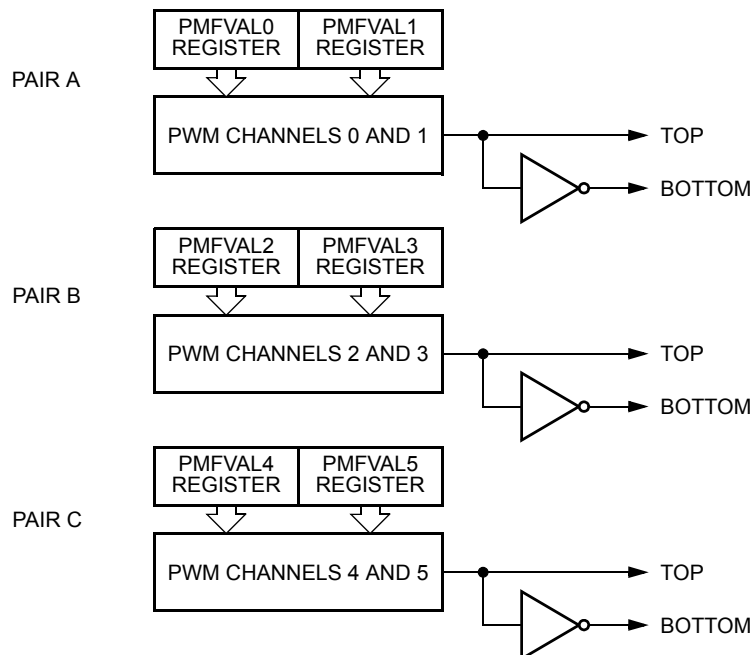 PMFVAL0 REGISTER
PMFVAL1 REGISTER
PAIR A
PWM CHANNELS 0 AND 1
TOP
BOTTOM
PMFVAL2 REGISTER
PMFVAL3 REGISTER
PAIR B
PWM CHANNELS 2 AND 3
TOP
BOTTOM
PMFVAL4 REGISTER
PMFVAL5 REGISTER
PAIR C
PWM CHANNELS 4 AND 5
TOP
BOTTOM